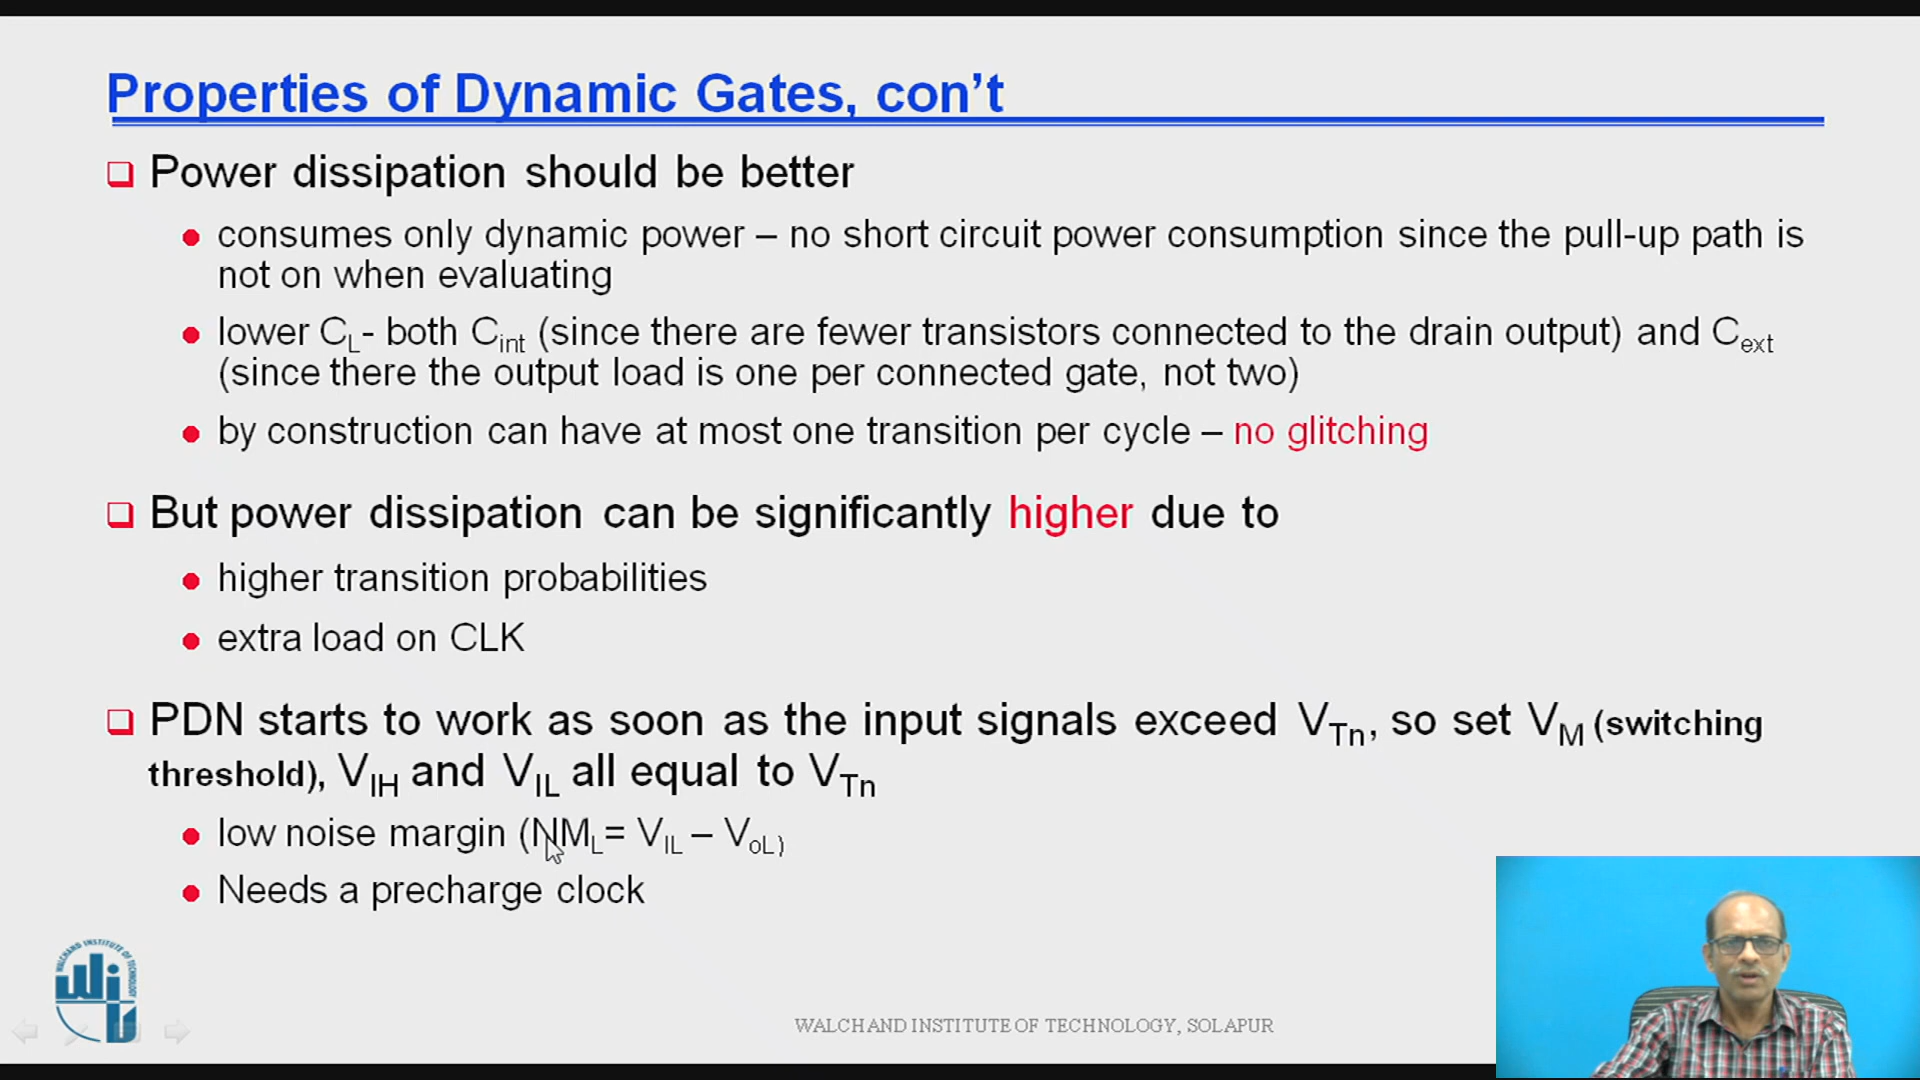 Properties of Dynamic Gates, con’t
Power dissipation should be better
consumes only dynamic power – no short circuit power consumption since the pull-up path is
not on when evaluating
lower CL- both Cint (since there are fewer transistors connected to the drain output) and Cext
(since there the output load is one per connected gate, not two)
by construction can have at most one transition per cycle – no glitching
But power dissipation can be significantly higher due to
higher transition probabilities
extra load on CLK
PDN starts to work as soon as the input signals exceed VTn, so set VM (switching
threshold), VIH and VIL all equal to VTn
low noise margin (NML= VIL – VoL)
Needs a precharge clock
WALCHAND INSTITUTE OF TECHNOLOGY
WIT
WALCHAND INSTITUTE OF TECHNOLOGY, SOLAPUR